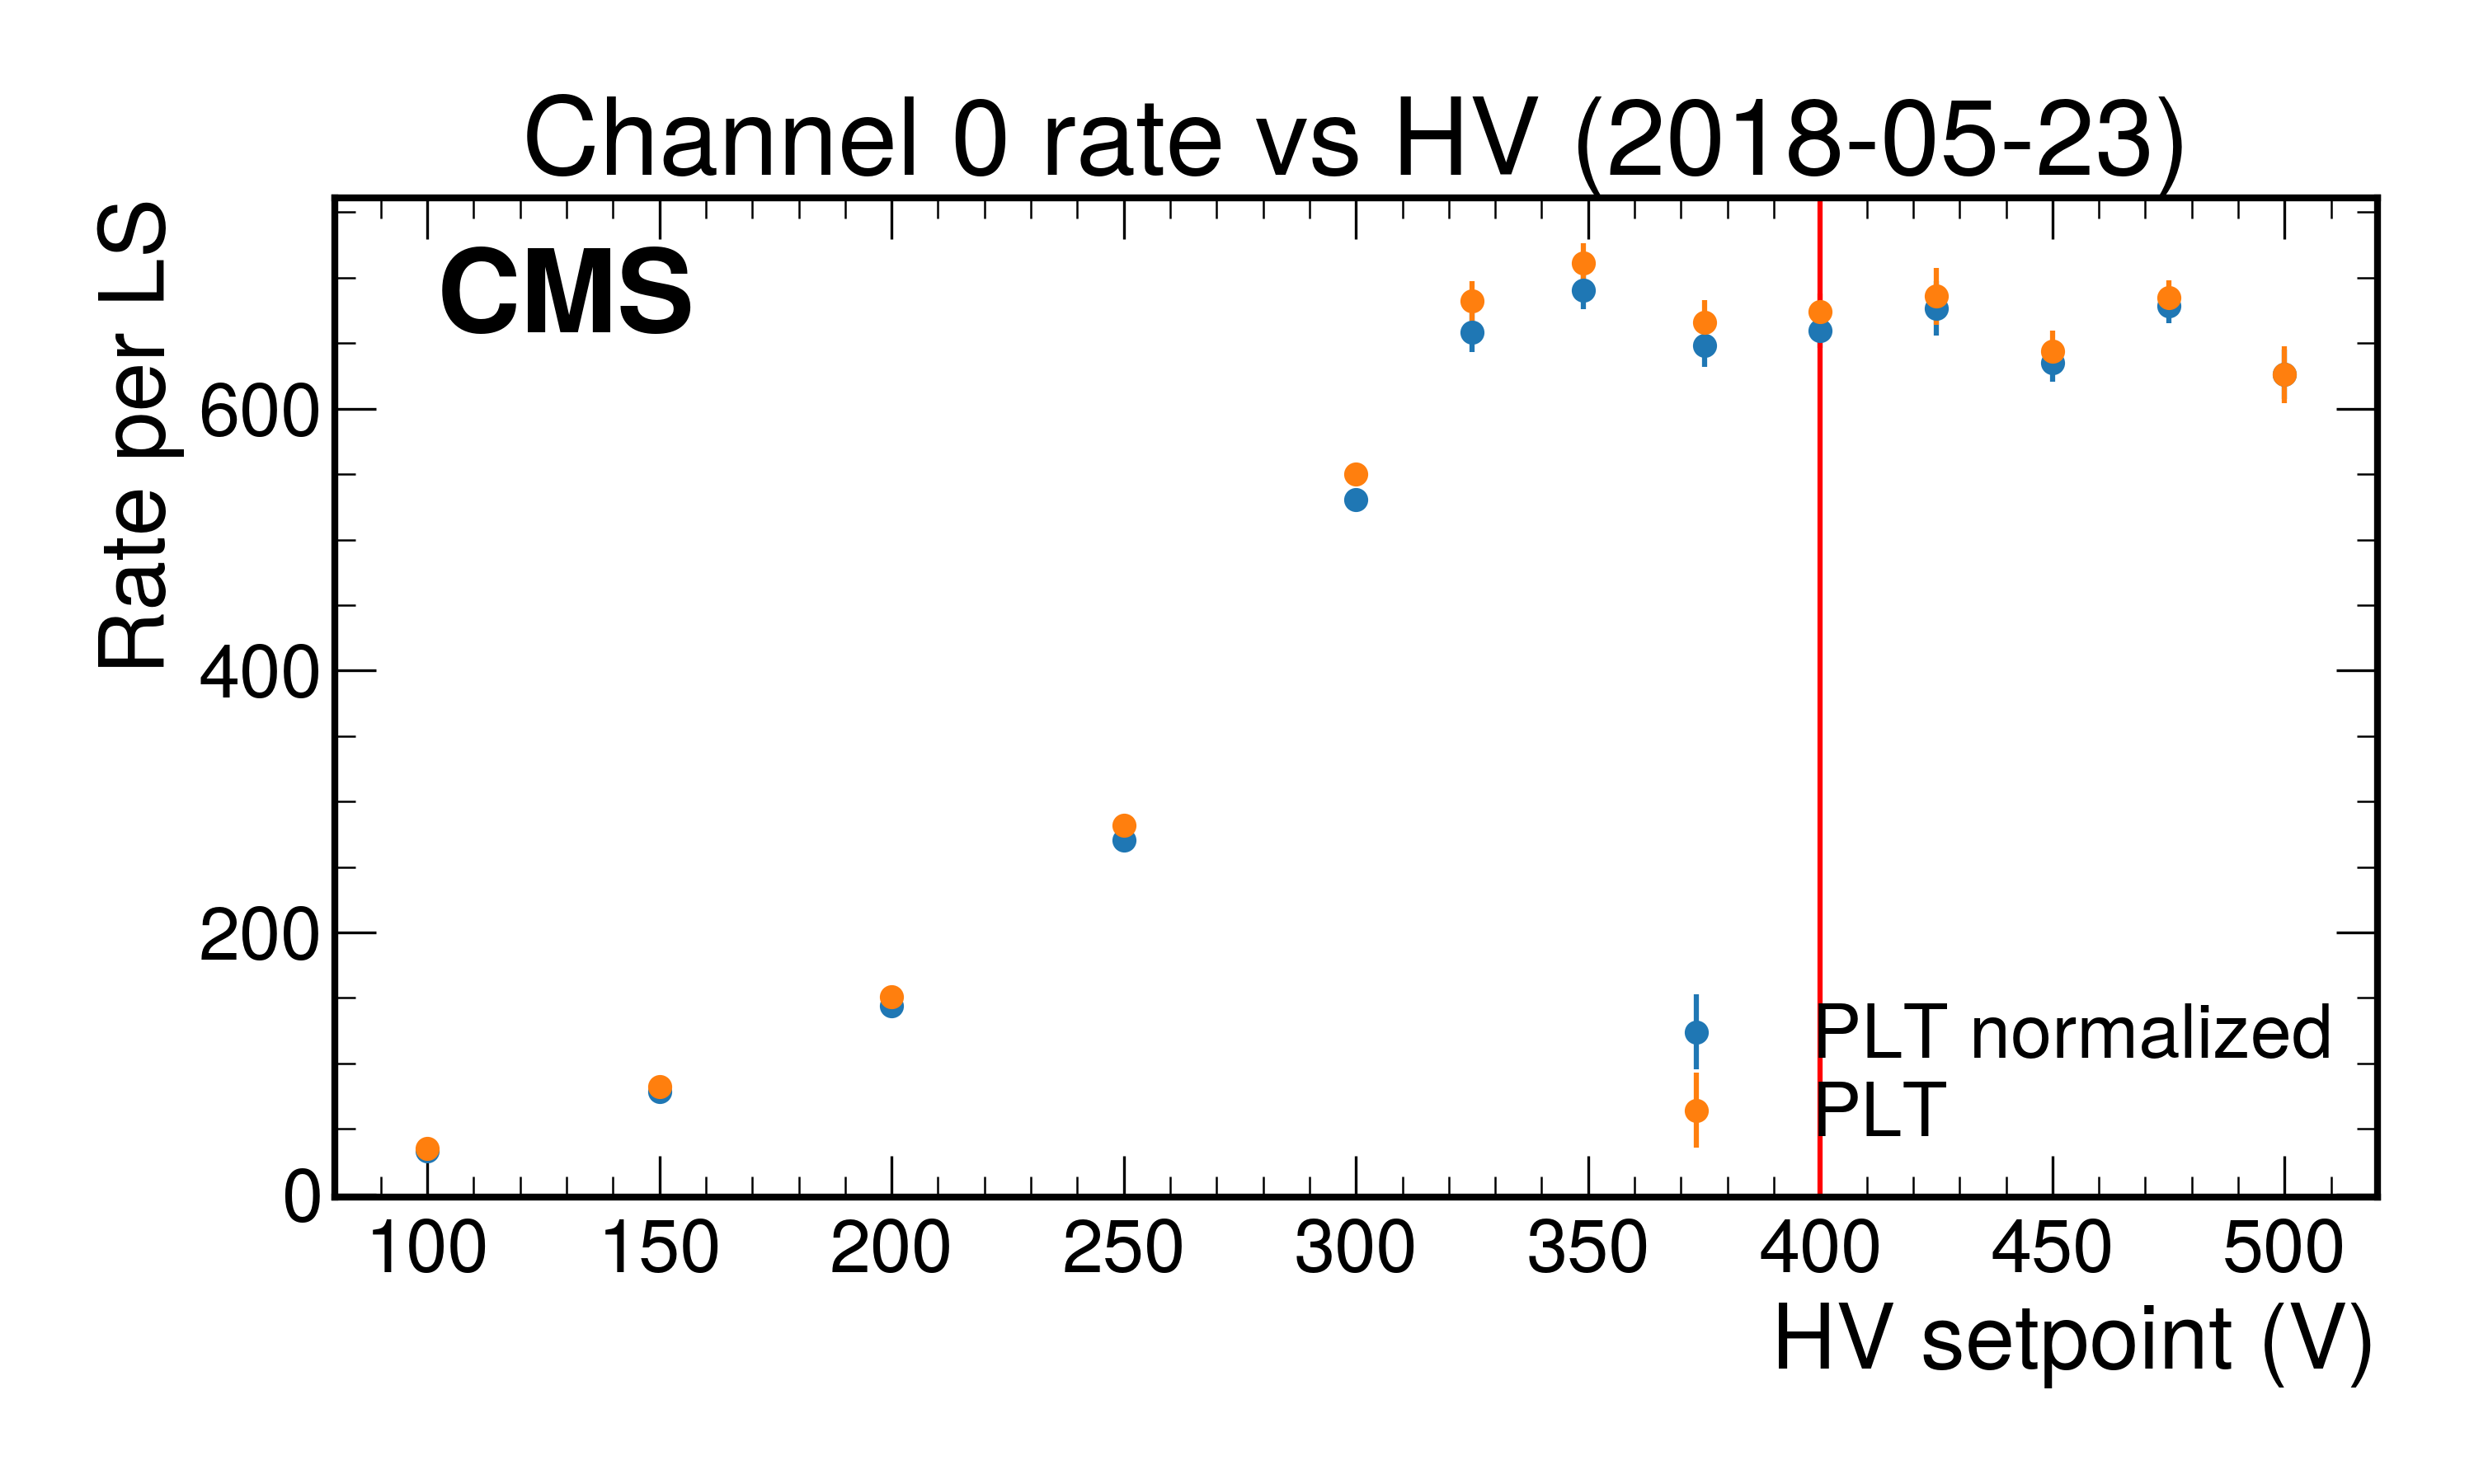 Channel 0 rate vs HV (2018-05-23)
Rate per LS
CMS
600
400
200
0
PLT normalized
PLT
100 150 200 250 300 350 400 450 500
HV setpoint (V)